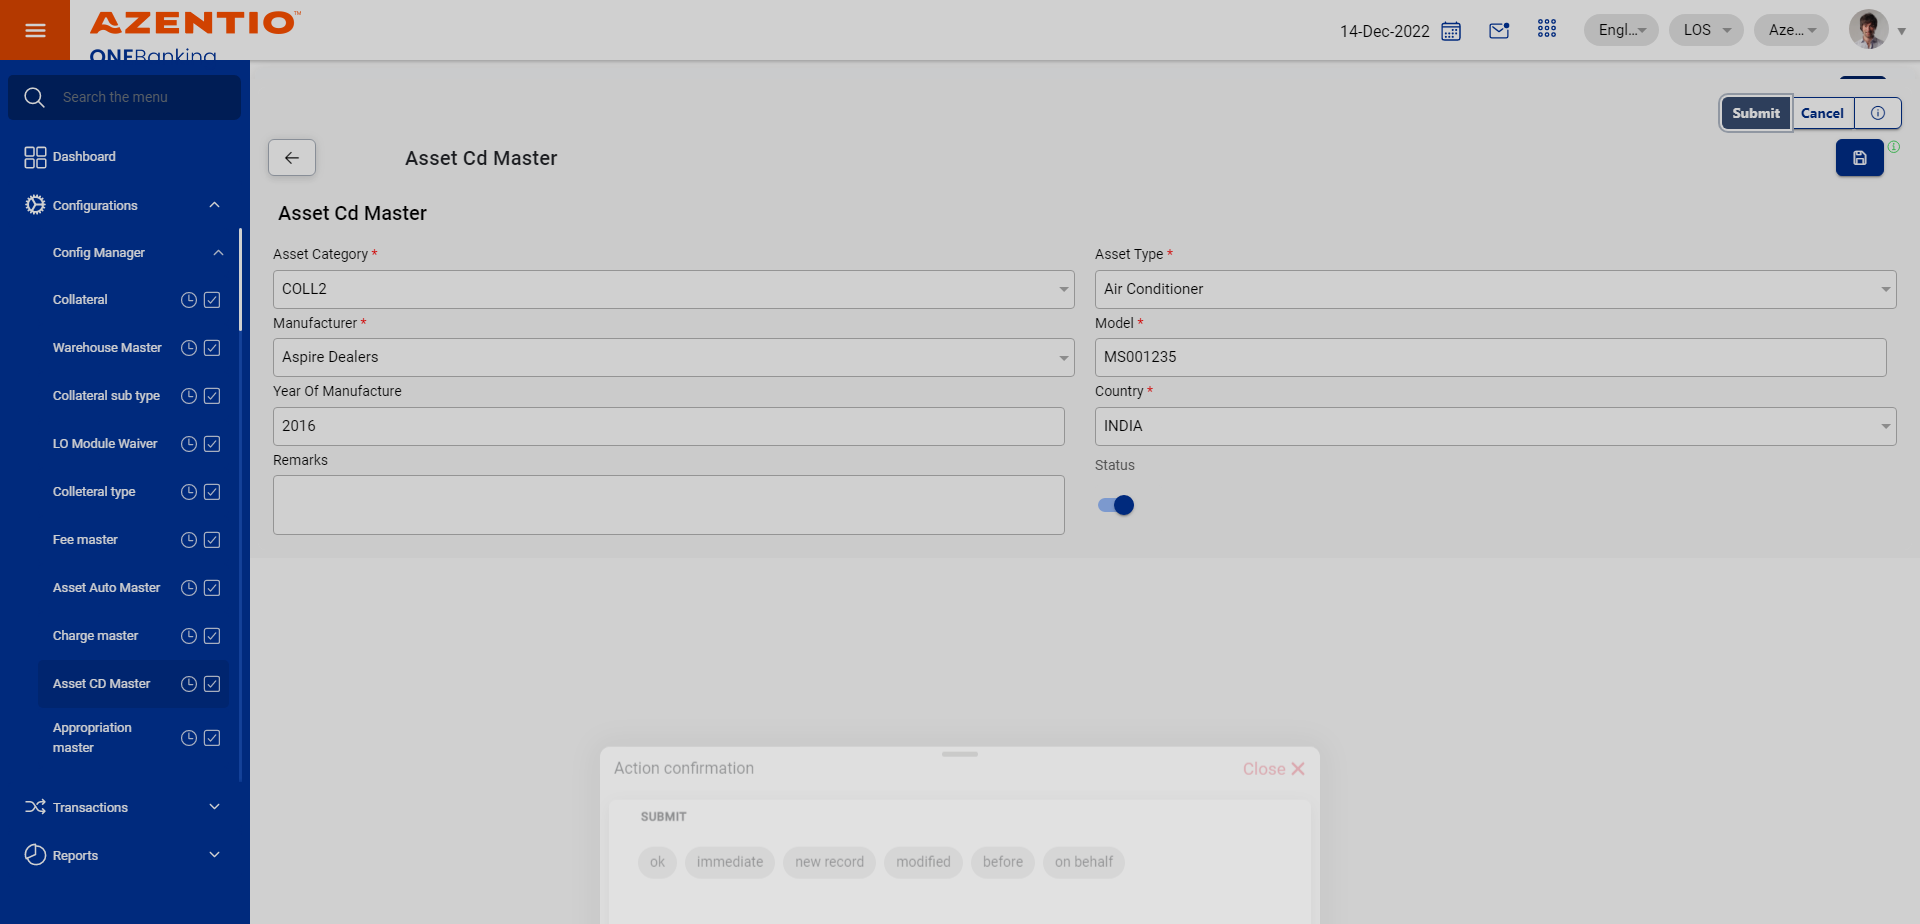 AZENTIO™
ONEBanking
14-Dec-2022
Engl...
LOS
Aze...
Search the menu
Dashboard
Configurations
Config Manager
Collateral
Warehouse Master
Collateral sub type
LO Module Waiver
Colleteral type
Fee master
Asset Auto Master
Charge master
Asset CD Master
Appropriation
master
Transactions
Reports
Submit
Cancel
Asset Cd Master
Asset Cd Master
Asset Category *
COLL2
Asset Type *
Air Conditioner
Manufacturer *
Aspire Dealers
Model *
MS001235
Year Of Manufacture
2016
Country *
INDIA
Remarks
Status
Action confirmation
Close
SUBMIT
ok
immediate
new record
modified
before
on behalf